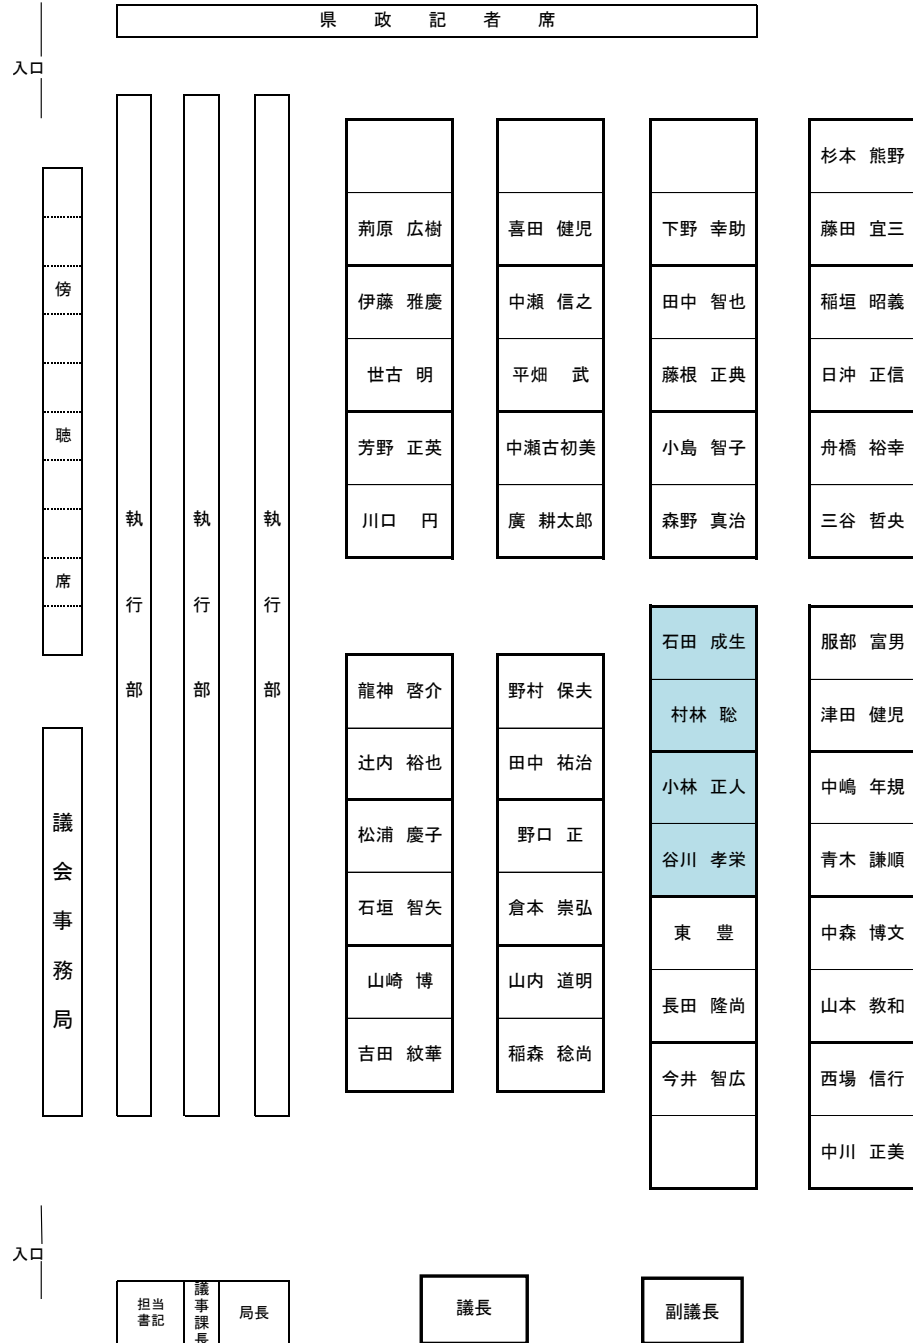 県 政 記 者 席
入口
杉本 熊野
荊原 広樹 喜田 健児 下野 幸助 藤田 宜三
伊藤 雅慶 中瀬 信之 田中 智也 稲垣 昭義
世古 明 平畑 武 藤根 正典 日沖 正信
芳野 正英 中瀬古初美 小島 智子 舟橋 裕幸
川口 円 廣 耕太郎 森野 真治 三谷 哲央
傍聴席
執行部
執行部
執行部
石田 成生 服部 富男
龍神 啓介 野村 保夫 村林 聡 津田 健児
辻内 裕也 田中 祐治 小林 正人 中嶋 年規
松浦 慶子 野口 正 谷川 孝栄 青木 謙順
石垣 智矢 倉本 崇弘 東 豊 中森 博文
山崎 博 山内 道明 長田 隆尚 山本 教和
吉田 紋華 稲森 稔尚 今井 智広 西場 信行
中川 正美
議会事務局
入口
担当
書記
議事課長
局長
議長
副議長